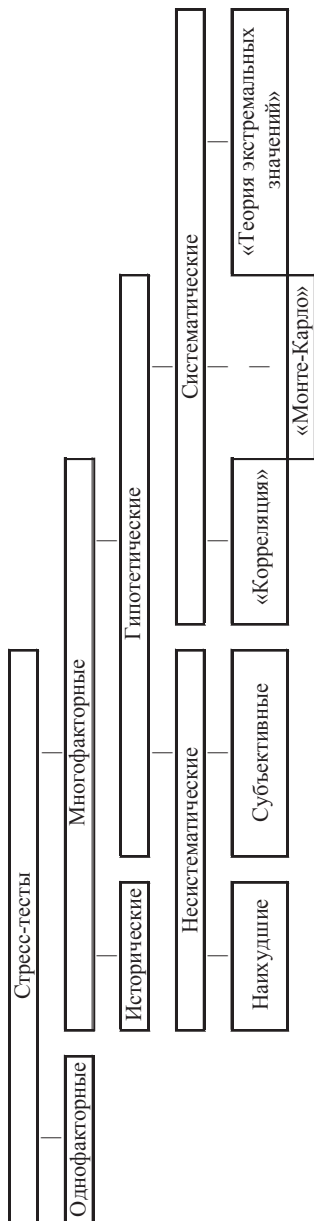 Стресс-тесты
Однофакторные
Многофакторные
Исторические
Гипотетические
Несистематические
Систематические
Наихудшие
Субъективные
«Корреляция»
«Теория экстремальных
значений»
«Монте-Карло»